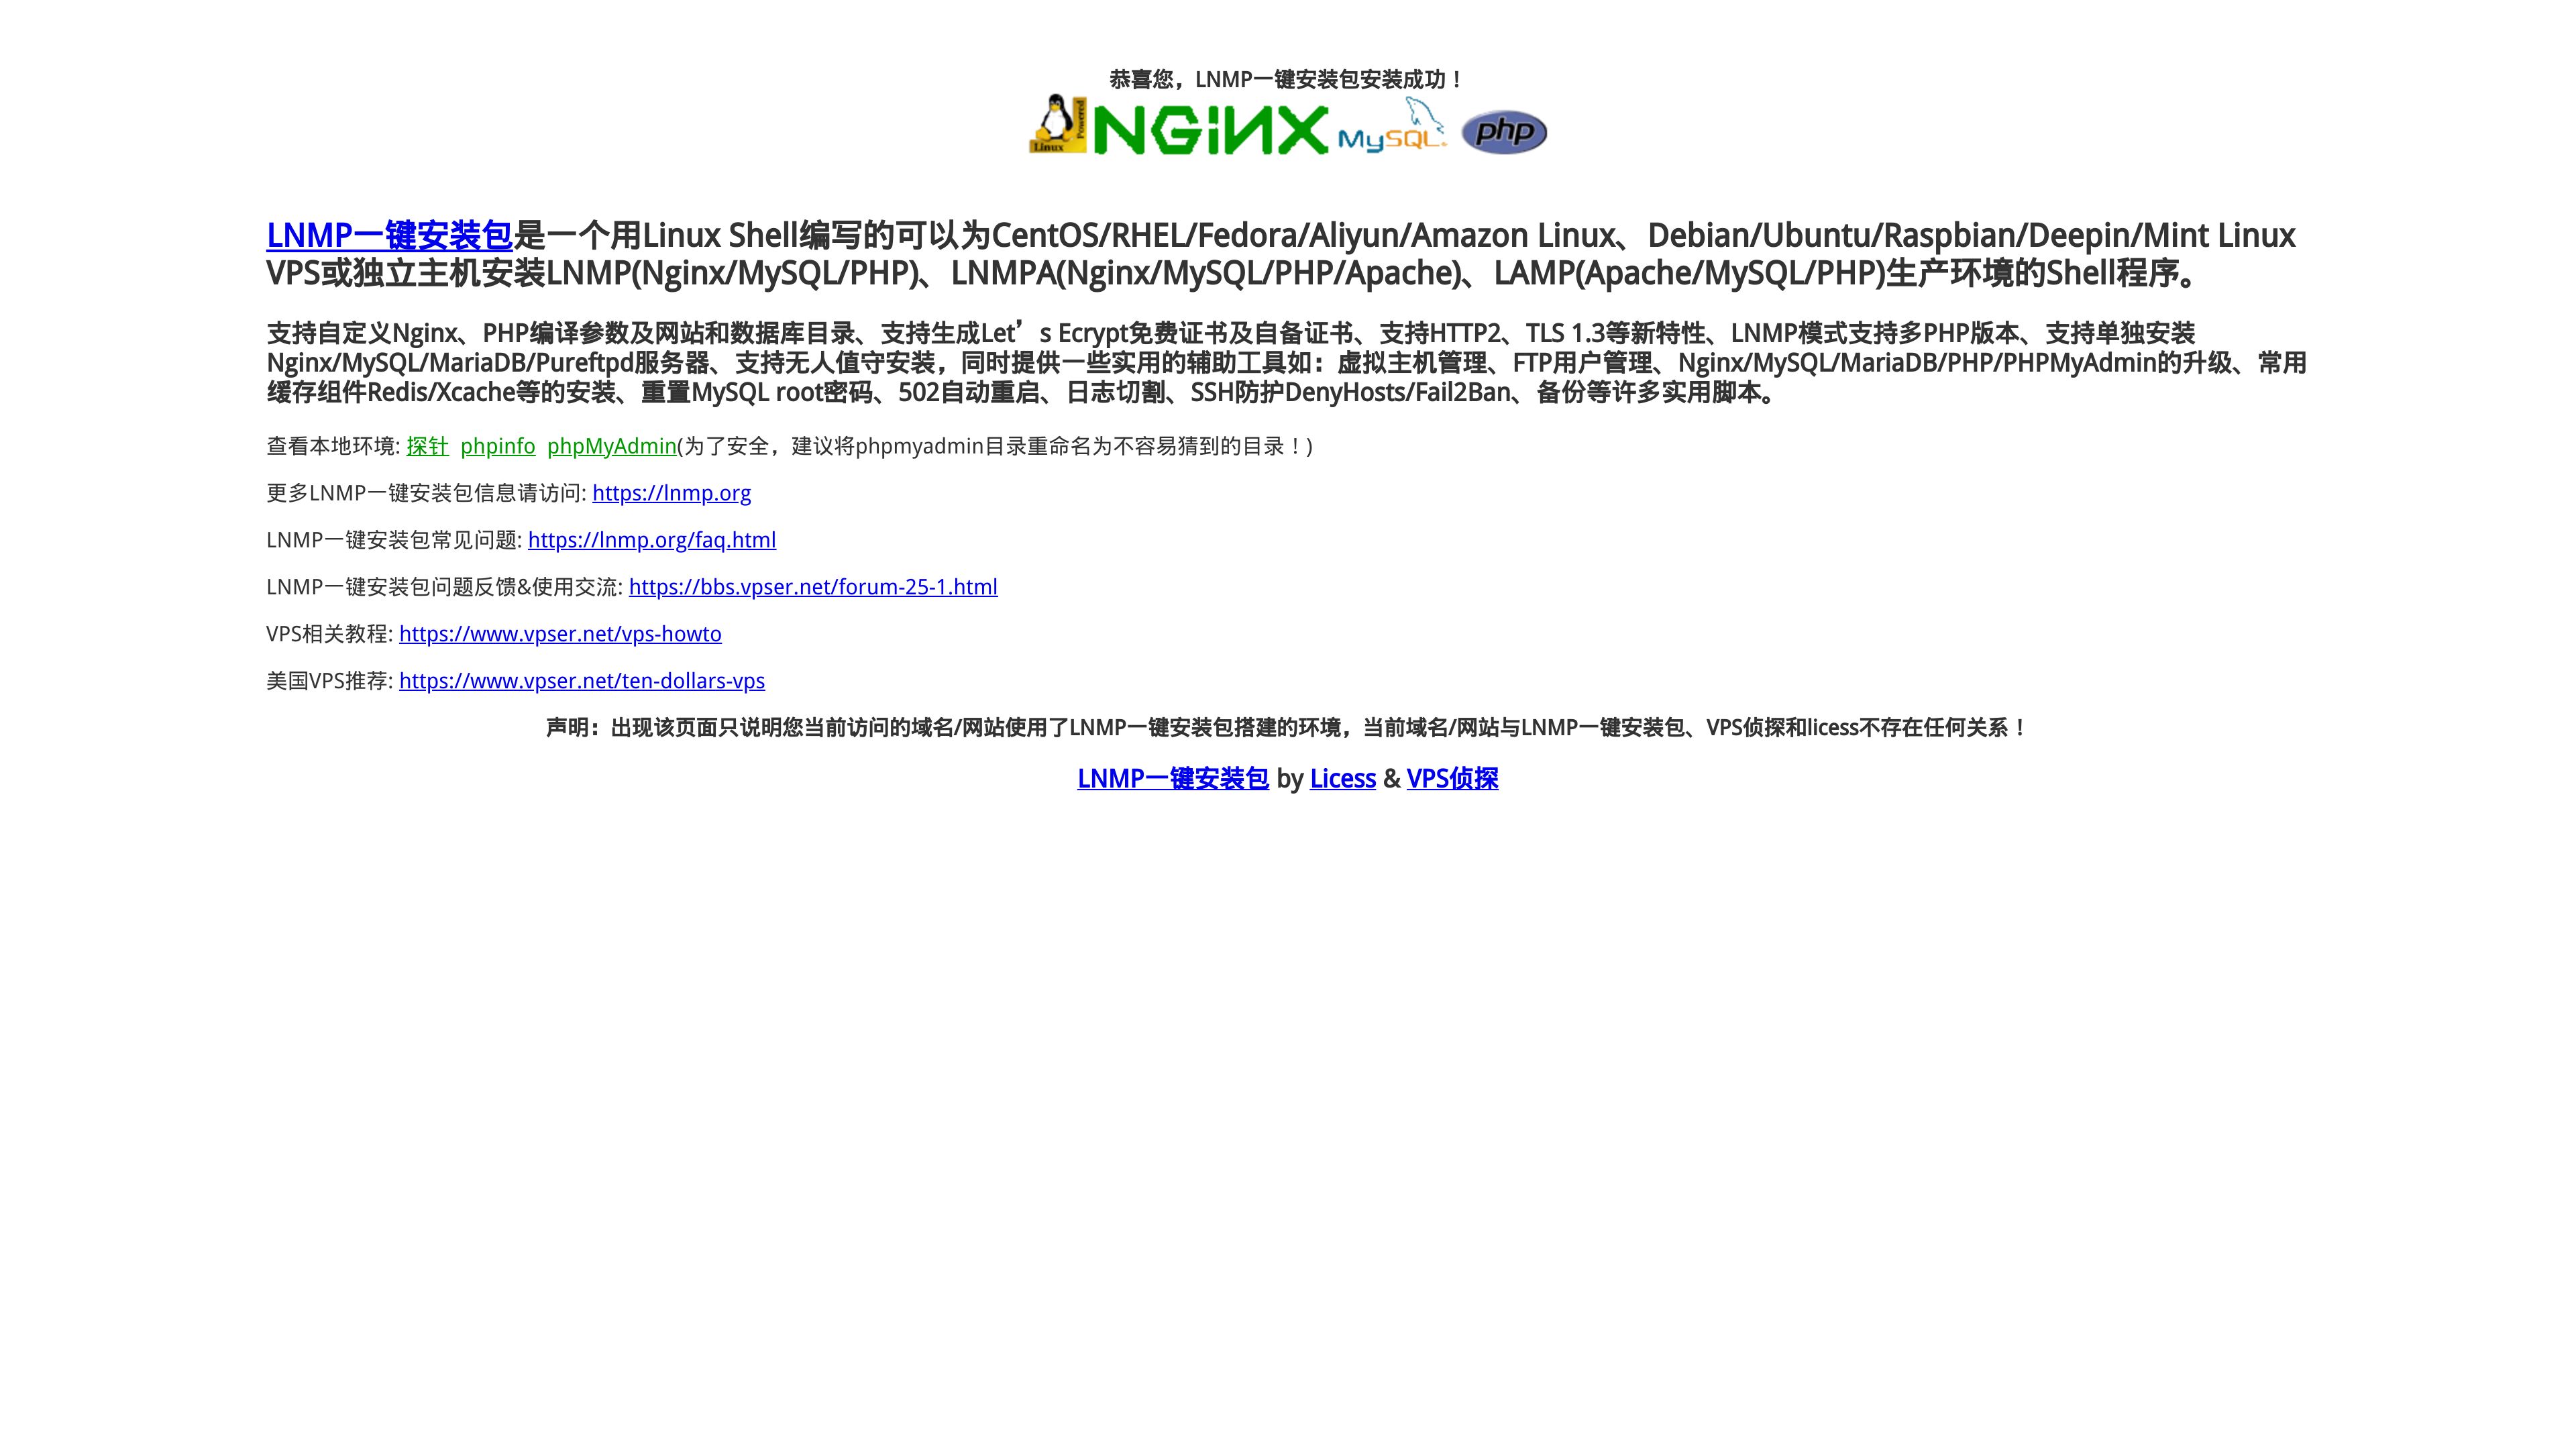 恭喜您，LNMP一键安装包安装成功！
Linux Powered NGiNX MySQL php
LNMP一键安装包是一个用Linux Shell编写的可以为CentOS/RHEL/Fedora/Aliyun/Amazon Linux、Debian/Ubuntu/Raspbian/Deepin/Mint Linux
VPS或独立主机安装LNMP(Nginx/MySQL/PHP)、LNMPA(Nginx/MySQL/PHP/Apache)、LAMP(Apache/MySQL/PHP)生产环境的Shell程序。
支持自定义Nginx、PHP编译参数及网站和数据库目录、支持生成Let’s Ecrypt免费证书及自备证书、支持HTTP2、TLS 1.3等新特性、LNMP模式支持多PHP版本、支持单独安装
Nginx/MySQL/MariaDB/Pureftpd服务器、支持无人值守安装，同时提供一些实用的辅助工具如：虚拟主机管理、FTP用户管理、Nginx/MySQL/MariaDB/PHP/PHPMyAdmin的升级、常用
缓存组件Redis/Xcache等的安装、重置MySQL root密码、502自动重启、日志切割、SSH防护DenyHosts/Fail2Ban、备份等许多实用脚本。
查看本地环境: 探针 phpinfo phpMyAdmin(为了安全，建议将phpmyadmin目录重命名为不容易猜到的目录！)
更多LNMP一键安装包信息请访问: https://lnmp.org
LNMP一键安装包常见问题: https://lnmp.org/faq.html
LNMP一键安装包问题反馈&使用交流: https://bbs.vpser.net/forum-25-1.html
VPS相关教程: https://www.vpser.net/vps-howto
美国VPS推荐: https://www.vpser.net/ten-dollars-vps
声明：出现该页面只说明您当前访问的域名/网站使用了LNMP一键安装包搭建的环境，当前域名/网站与LNMP一键安装包、VPS侦探和licess不存在任何关系！
LNMP一键安装包 by Licess & VPS侦探